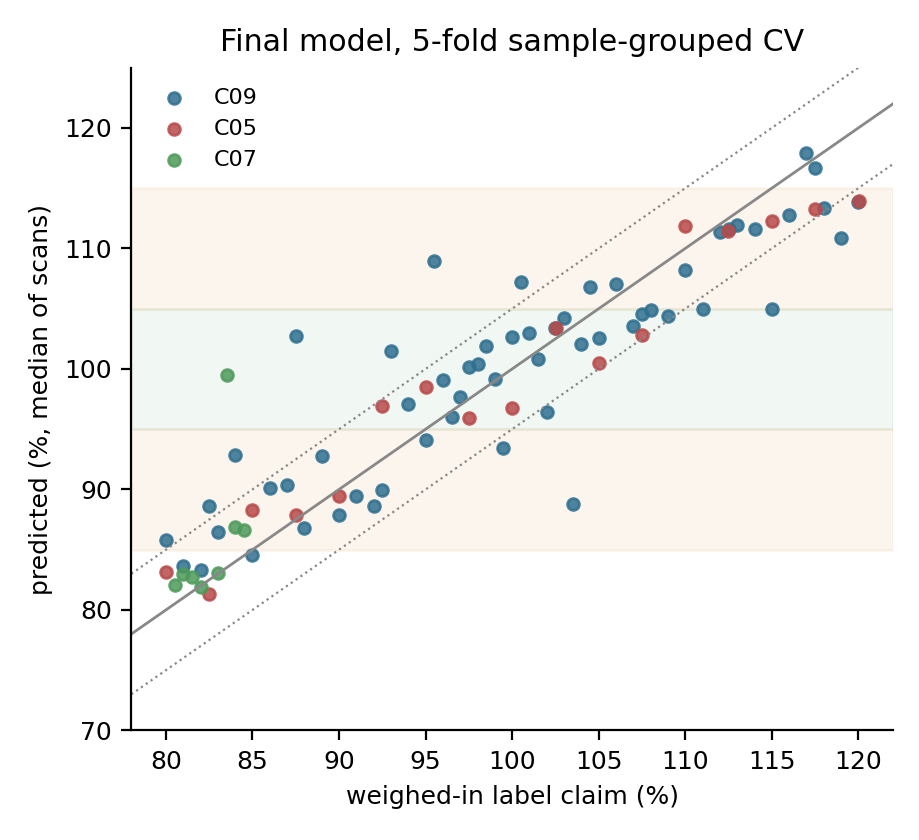 Final model, 5-fold sample-grouped CV
C09
C05
C07
predicted (%, median of scans)
120
110
100
90
80
70
80 85 90 95 100 105 110 115 120
weighed-in label claim (%)